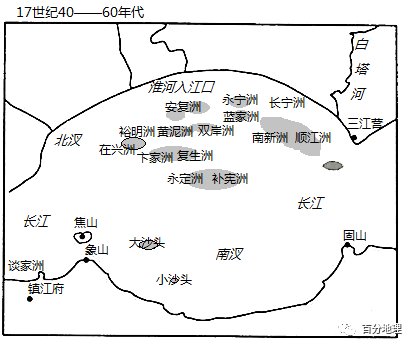 17世纪40——60年代
白塔河
淮河入江口
安复洲
永宁洲
长宁洲
蓝家洲
裕明洲
黄泥洲
双岸洲
南新洲
顺江洲
三江营
北汊
在兴洲
卞家洲
复生洲
永定洲
补宪洲
长江
长江
焦山
大沙头
南汊
固山
象山
谈家洲
小沙头
镇江府
百分地理